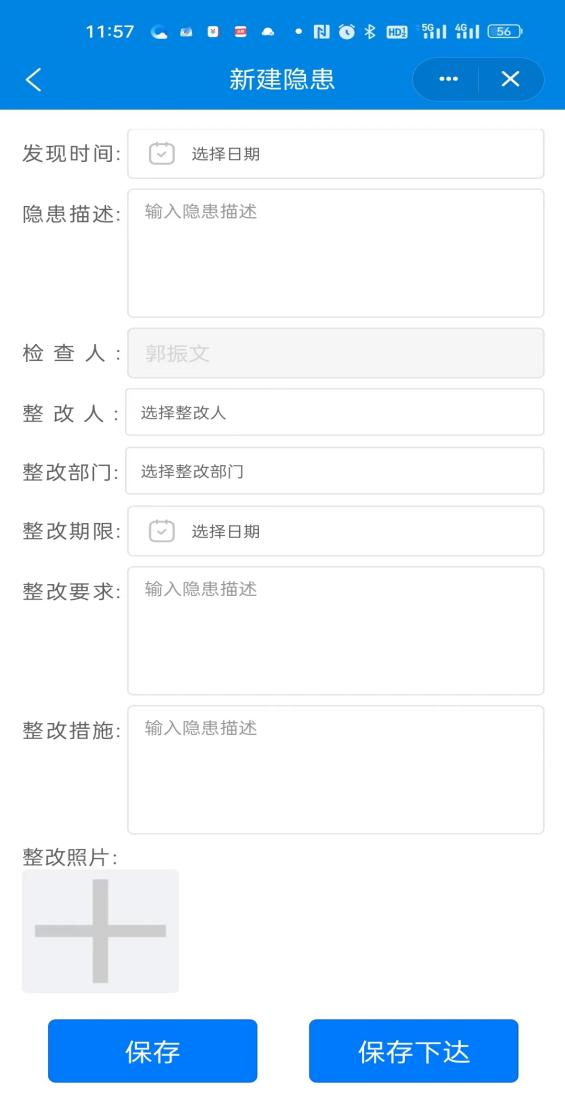 11:57 HD 5G 4G 56
新建隐患
发现时间: 选择日期
隐患描述: 输入隐患描述
检查人: 郭振文
整改人: 选择整改人
整改部门: 选择整改部门
整改期限: 选择日期
整改要求: 输入隐患描述
整改措施: 输入隐患描述
整改照片:
保存 保存下达